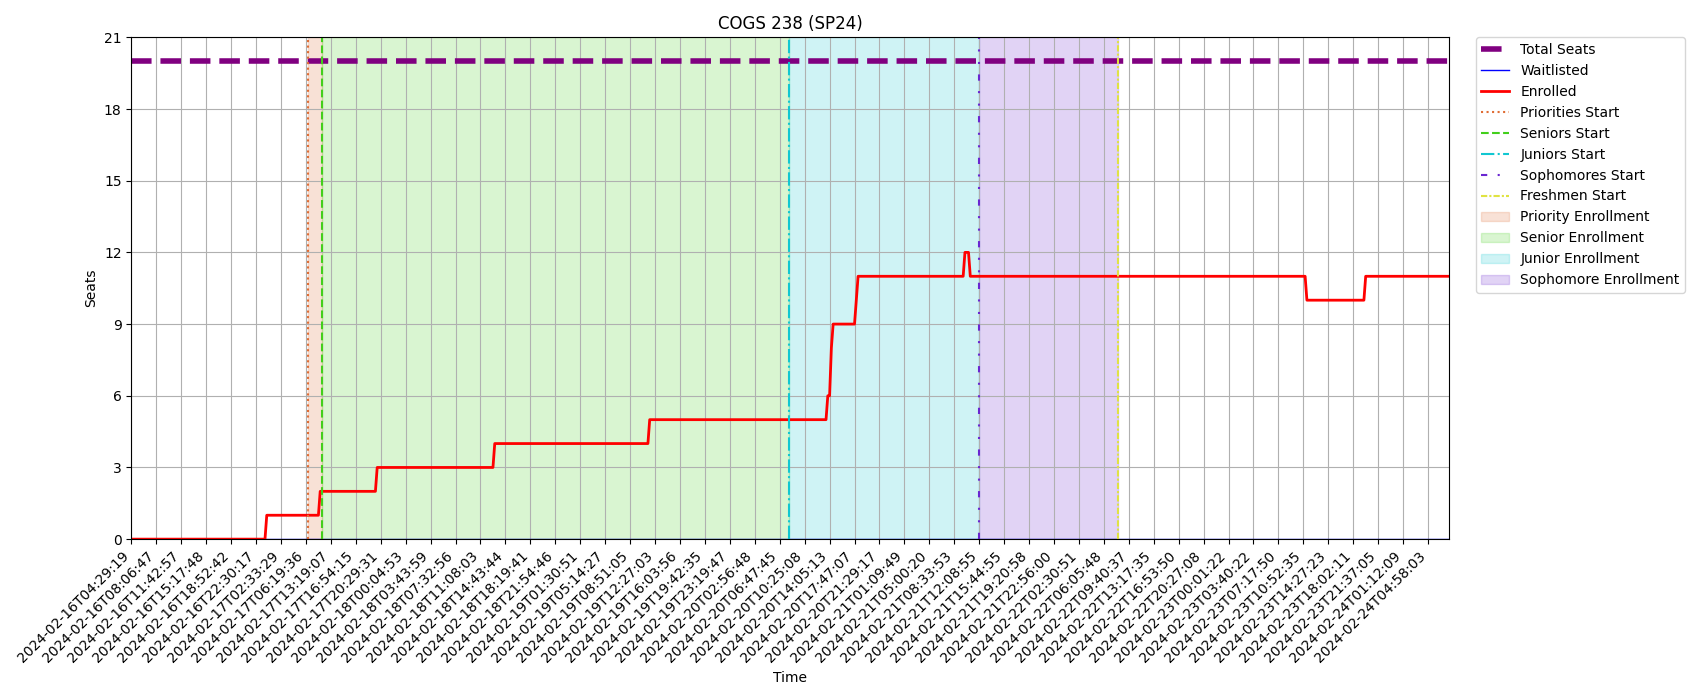 COGS 238 (SP24)
21
18
15
12
9
6
3
0
Seats
2024-02-16T04:29:19
2024-02-16T08:06:47
2024-02-16T11:42:57
2024-02-16T15:17:48
2024-02-16T18:52:42
2024-02-16T22:30:17
2024-02-17T02:33:29
2024-02-17T06:19:36
2024-02-17T13:19:07
2024-02-17T16:54:15
2024-02-17T20:29:31
2024-02-18T00:04:53
2024-02-18T03:43:59
2024-02-18T07:32:56
2024-02-18T11:08:03
2024-02-18T14:43:44
2024-02-18T18:19:41
2024-02-18T21:54:46
2024-02-19T01:30:51
2024-02-19T05:14:27
2024-02-19T08:51:05
2024-02-19T12:27:03
2024-02-19T16:03:56
2024-02-19T19:42:35
2024-02-19T23:19:47
2024-02-20T02:56:48
2024-02-20T06:47:45
2024-02-20T10:25:08
2024-02-20T14:05:13
2024-02-20T17:47:07
2024-02-20T21:29:17
2024-02-21T01:09:49
2024-02-21T05:00:20
2024-02-21T08:33:53
2024-02-21T12:08:55
2024-02-21T15:44:55
2024-02-21T19:20:58
2024-02-21T22:56:00
2024-02-22T02:30:51
2024-02-22T06:05:48
2024-02-22T09:40:37
2024-02-22T13:17:35
2024-02-22T16:53:50
2024-02-22T20:27:08
2024-02-23T00:01:22
2024-02-23T03:40:22
2024-02-23T07:17:50
2024-02-23T10:52:35
2024-02-23T14:27:23
2024-02-23T18:02:11
2024-02-23T21:37:05
2024-02-24T01:12:09
2024-02-24T04:58:03
Time
Total Seats
Waitlisted
Enrolled
Priorities Start
Seniors Start
Juniors Start
Sophomores Start
Freshmen Start
Priority Enrollment
Senior Enrollment
Junior Enrollment
Sophomore Enrollment